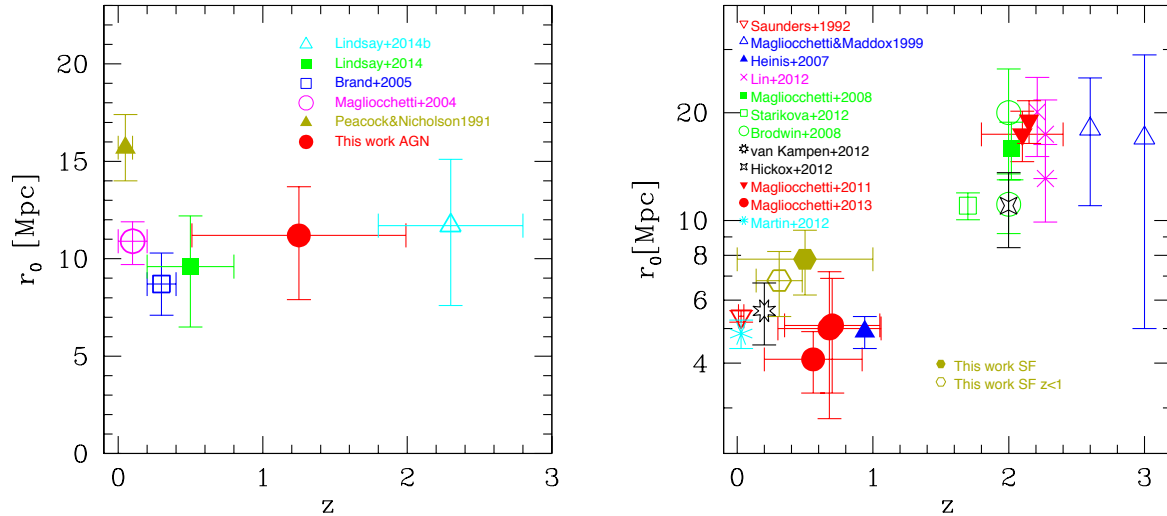 r0 [Mpc]
20
15
10
5
0
Lindsay+2014b
Lindsay+2014
Brand+2005
Magliocchetti+2004
Peacock&Nicholson1991
This work AGN
0 1 2 3
z
r0[Mpc]
20
10
8
6
4
Saunders+1992
Magliocchetti&Maddox1999
Heinis+2007
Lin+2012
Magliocchetti+2008
Starikova+2012
Brodwin+2008
van Kampen+2012
Hickox+2012
Magliocchetti+2011
Magliocchetti+2013
Martin+2012
This work SF
This work SF z<1
0 1 2 3
z